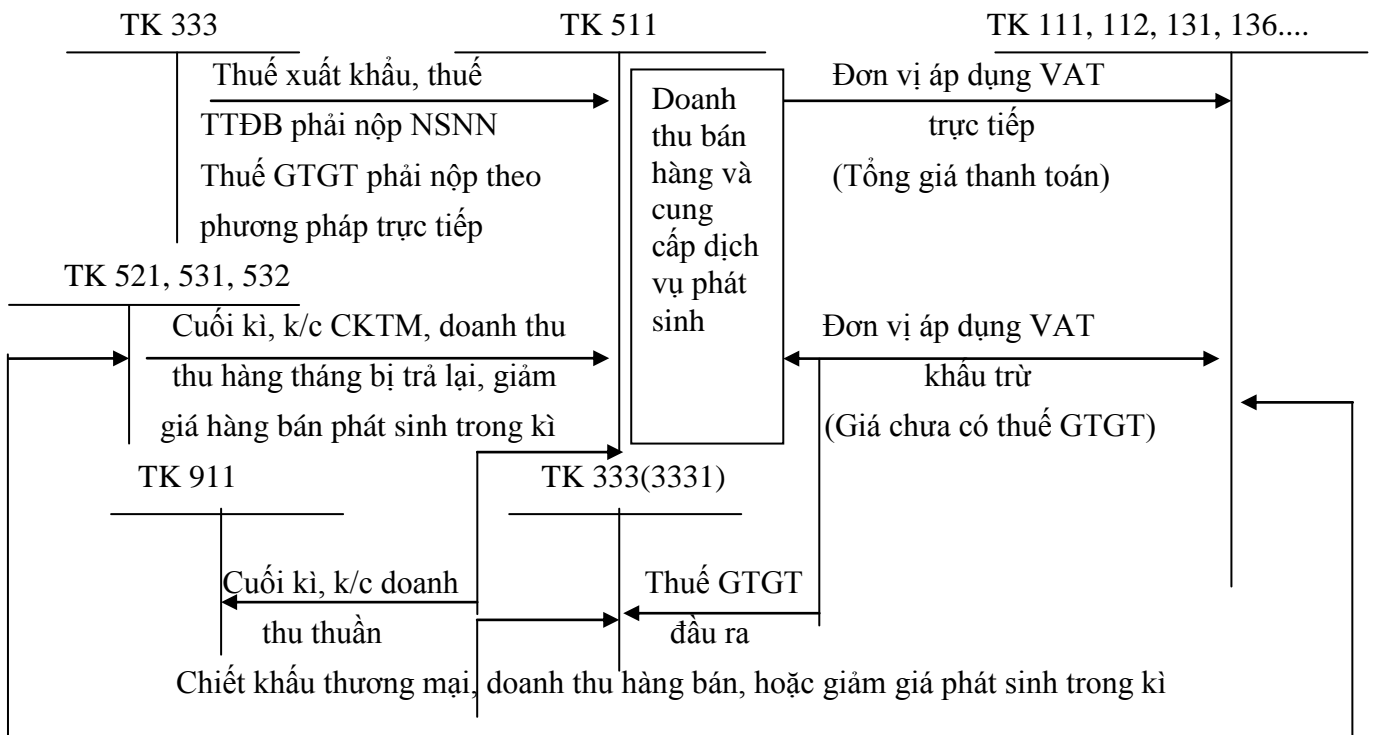 TK 333
TK 511
TK 111, 112, 131, 136....
Thuế xuất khẩu, thuế
TTĐB phải nộp NSNN
Thuế GTGT phải nộp theo
phương pháp trực tiếp
Doanh
thu bán
hàng và
cung
cấp dịch
vụ phát
sinh
Đơn vị áp dụng VAT
trực tiếp
(Tổng giá thanh toán)
TK 521, 531, 532
Cuối kì, k/c CKTM, doanh thu
thu hàng tháng bị trả lại, giảm
giá hàng bán phát sinh trong kì
Đơn vị áp dụng VAT
khấu trừ
(Giá chưa có thuế GTGT)
TK 911
TK 333(3331)
Cuối kì, k/c doanh
thu thuần
Thuế GTGT
đầu ra
Chiết khấu thương mại, doanh thu hàng bán, hoặc giảm giá phát sinh trong kì